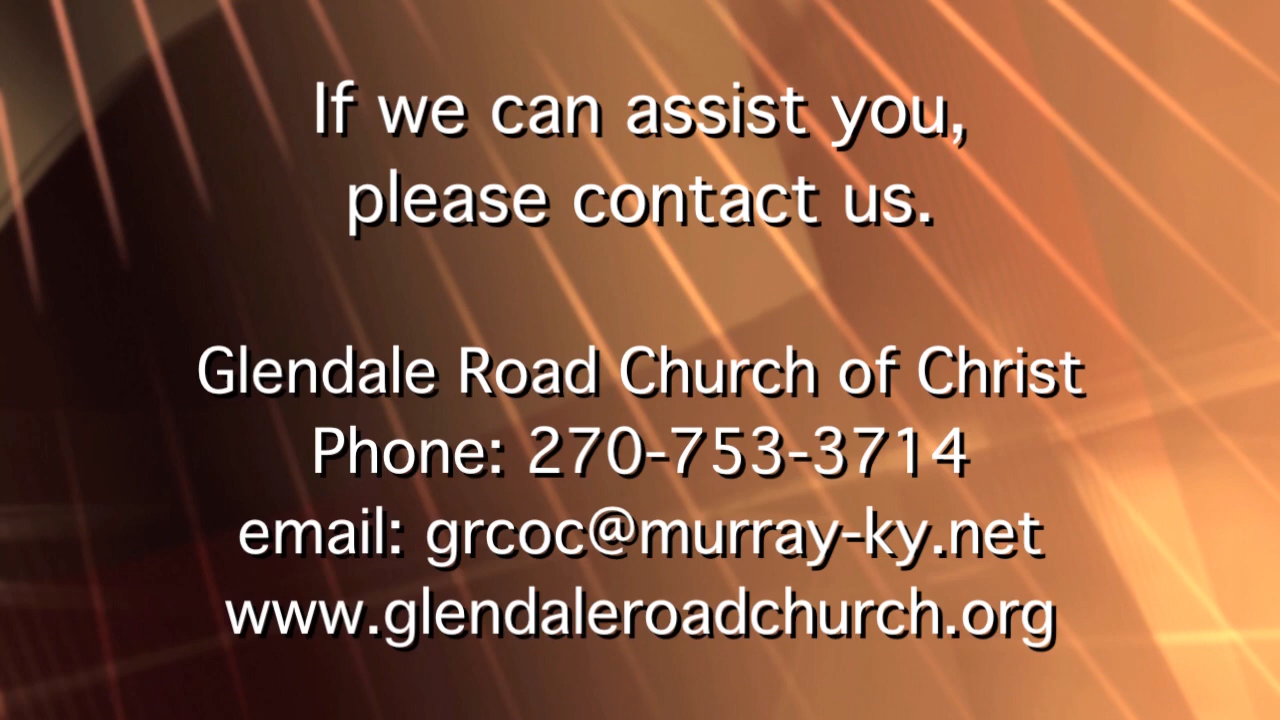 If we can assist you,
please contact us.
Glendale Road Church of Christ
Phone: 270-753-3714
email: grcoc@murray-ky.net
www.glendaleroadchurch.org